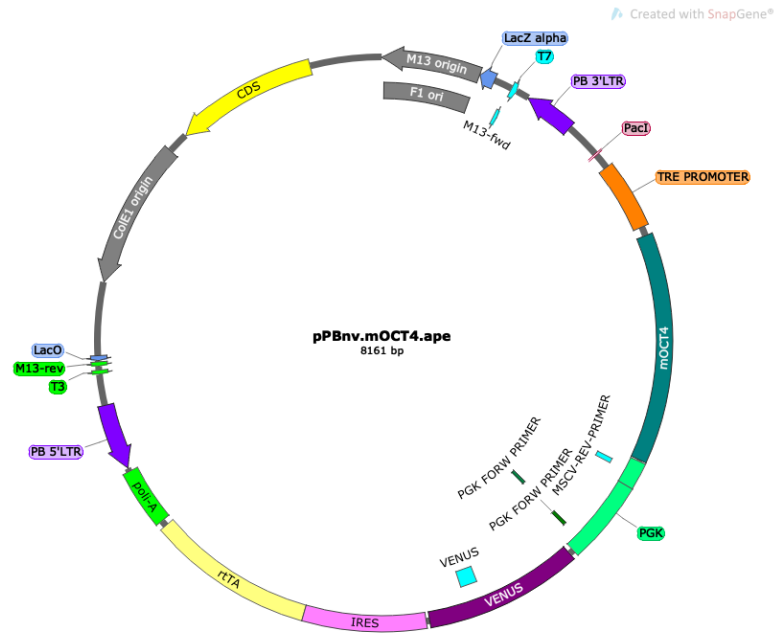 Created with SnapGene®
LacZ alpha
M13 origin
T7
CDS
F1 ori
PB 3'LTR
M13-fwd
PacI
TRE PROMOTER
ColE1 origin
mOCT4
pPBnv.mOCT4.ape
8161 bp
LacO
M13-rev
T3
PGK FORW PRIMER
MSCV-REV-PRIMER
PB 5'LTR
PGK FORW PRIMER
poli-A
PGK
VENUS
rtTA
VENUS
IRES